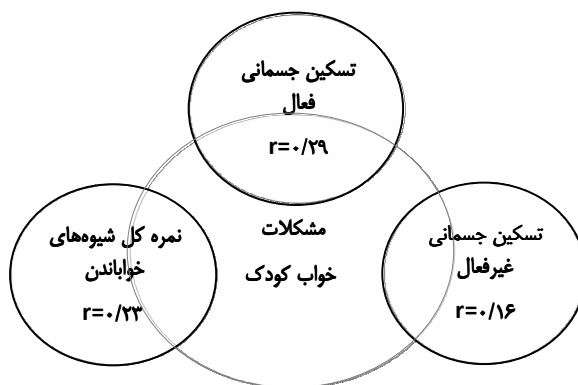 تسکین جسمانی
فعال
r=۰/۲۹
مشکلات
خواب کودک
تسکین جسمانی
غیرفعال
r=۰/۱۶
نمره کل شیوه‌های
خواباندن
r=۰/۲۳